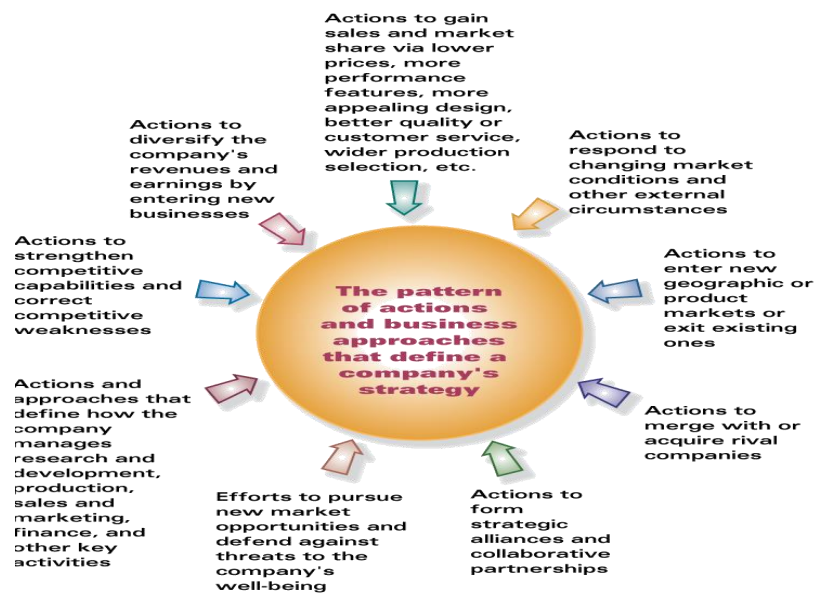 Actions to gain
sales and market
share via lower
prices, more
performance
features, more
appealing design,
better quality or
customer service,
wider production
selection, etc.
Actions to
respond to
changing market
conditions and
other external
circumstances
Actions to
enter new
geographic or
product
markets or
exit existing
ones
Actions to
merge with or
acquire rival
companies
Actions to
form
strategic
alliances and
collaborative
partnerships
Efforts to pursue
new market
opportunities and
defend against
threats to the
company's
well-being
Actions and
approaches that
define how the
company
manages
research and
development,
production,
sales and
marketing,
finance, and
other key
activities
Actions to
strengthen
competitive
capabilities and
correct
competitive
weaknesses
Actions to
diversify the
company's
revenues and
earnings by
entering new
businesses
The pattern
of actions
and business
approaches
that define a
company's
strategy